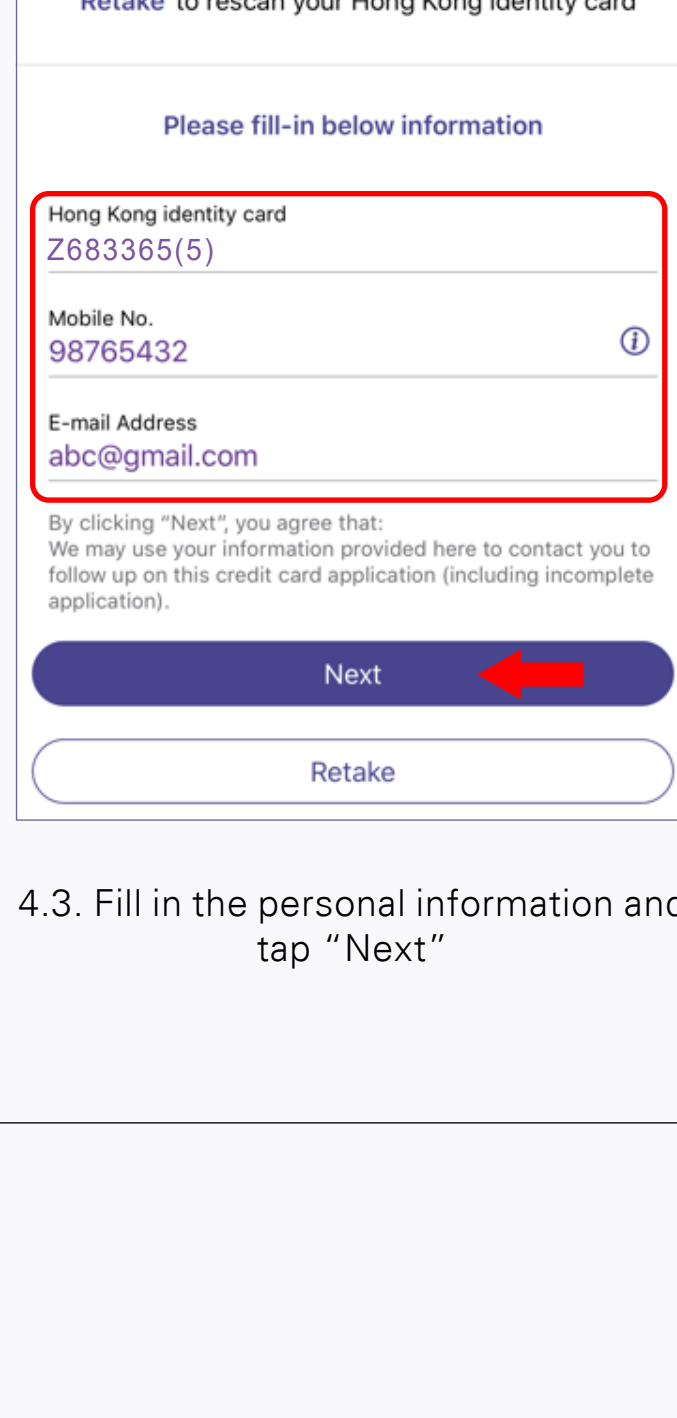 Retake to rescan your Hong Kong identity card
Please fill-in below information
Hong Kong identity card
Z683365(5)
Mobile No.
98765432
E-mail Address
abc@gmail.com
By clicking “Next”, you agree that:
We may use your information provided here to contact you to
follow up on this credit card application (including incomplete
application).
Next
Retake
4.3. Fill in the personal information and
tap “Next”